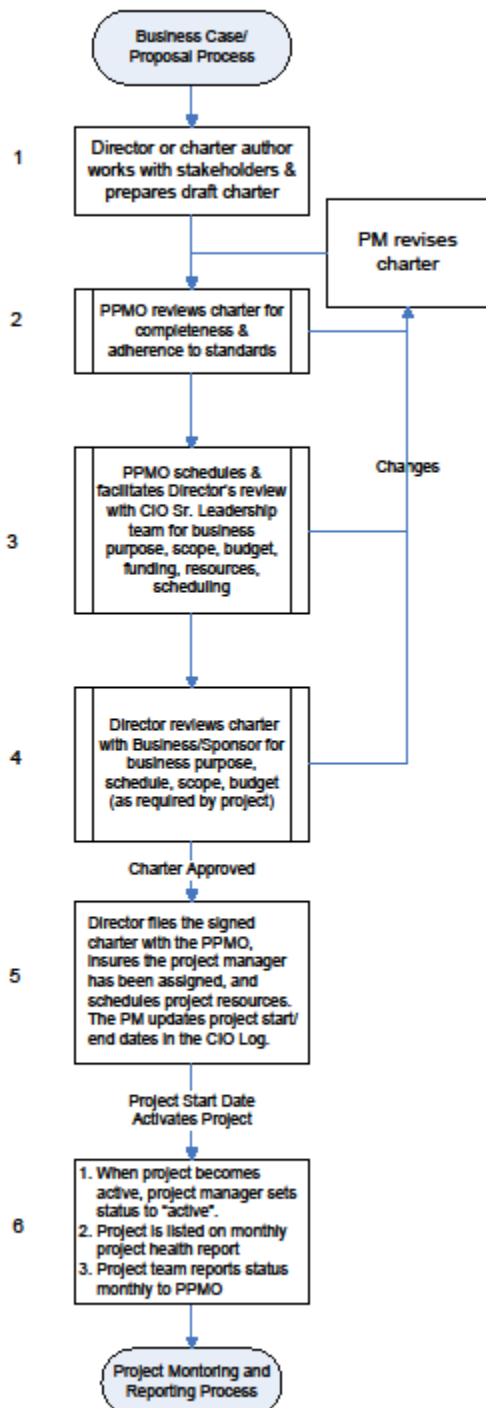 Business Case/
Proposal Process
1
Director or charter author
works with stakeholders &
prepares draft charter
PM revises
charter
2
PPMO reviews charter for
completeness &
adherence to standards
Changes
3
PPMO schedules &
facilitates Director's review
with CIO Sr. Leadership
team for business
purpose, scope, budget,
funding, resources,
scheduling
4
Director reviews charter
with Business/Sponsor for
business purpose,
schedule, scope, budget
(as required by project)
Charter Approved
5
Director files the signed
charter with the PPMO,
insures the project manager
has been assigned, and
schedules project resources.
The PM updates project start/
end dates in the CIO Log.
Project Start Date
Activates Project
6
1. When project becomes
active, project manager sets
status to "active".
2. Project is listed on monthly
project health report
3. Project team reports status
monthly to PPMO
Project Montoring and
Reporting Process